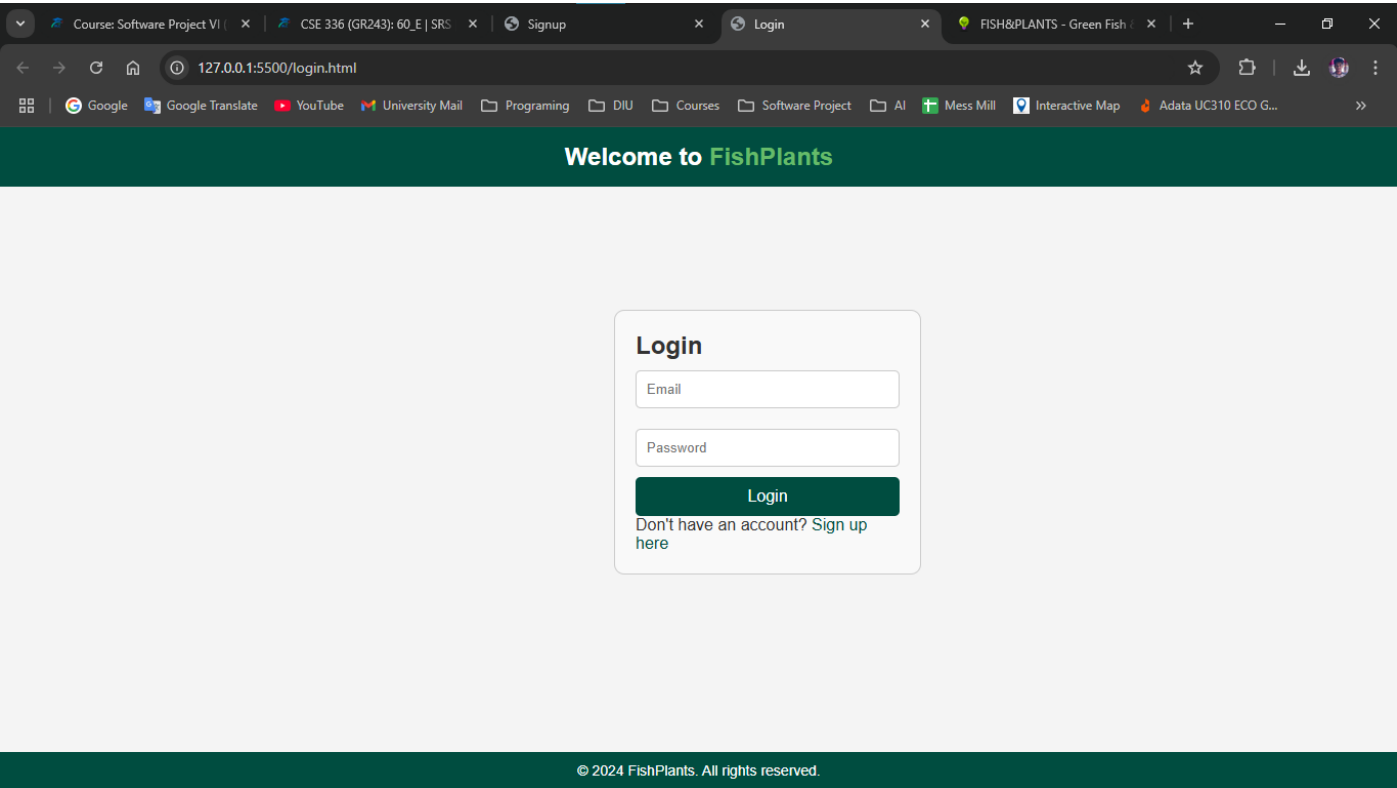 Course: Software Project VI (
CSE 336 (GR243): 60_E | SRS
Signup
Login
FISH&PLANTS - Green Fish &
127.0.0.1:5500/login.html
Google
Google Translate
YouTube
University Mail
Programing
DIU
Courses
Software Project
AI
Mess Mill
Interactive Map
Adata UC310 ECO G...
Welcome to FishPlants
Login
Email
Password
Login
Don't have an account? Sign up
here
© 2024 FishPlants. All rights reserved.